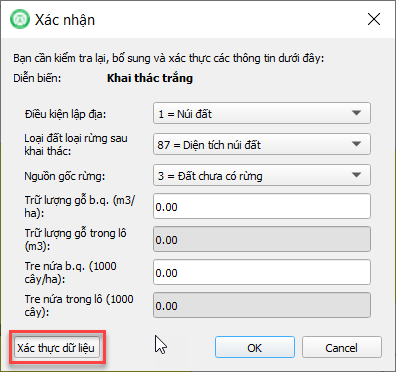 Xác nhận
Bạn cần kiểm tra lại, bổ sung và xác thực các thông tin dưới đây:
Diễn biến: Khai thác trắng
Điều kiện lập địa: 1 = Núi đất
Loại đất loại rừng sau
khai thác: 87 = Diện tích núi đất
Nguồn gốc rừng: 3 = Đất chưa có rừng
Trữ lượng gỗ b.q. (m3/
ha): 0.00
Trữ lượng gỗ trong lô
(m3): 0.00
Tre nứa b.q. (1000
cây/ha): 0.00
Tre nứa trong lô (1000
cây): 0.00
Xác thực dữ liệu OK Cancel